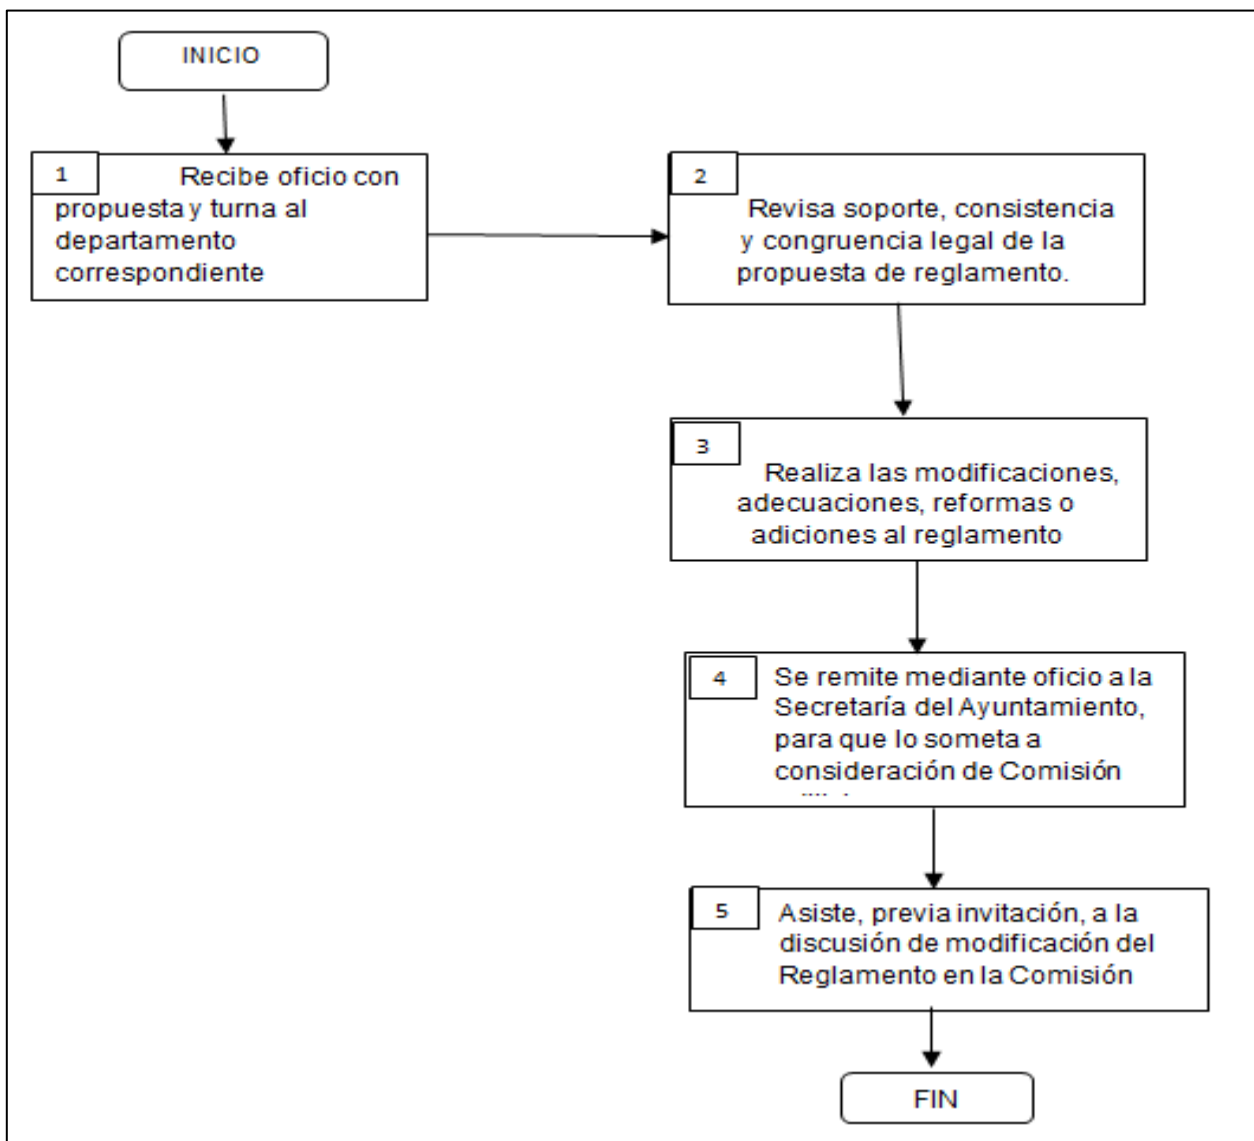 INICIO
1
Recibe oficio con
propuesta y turna al
departamento
correspondiente
2
Revisa soporte, consistencia
y congruencia legal de la
propuesta de reglamento.
3
Realiza las modificaciones,
adecuaciones, reformas o
adiciones al reglamento
4
Se remite mediante oficio a la
Secretaría del Ayuntamiento,
para que lo someta a
consideración de Comisión
5
Asiste, previa invitación, a la
discusión de modificación del
Reglamento en la Comisión
FIN